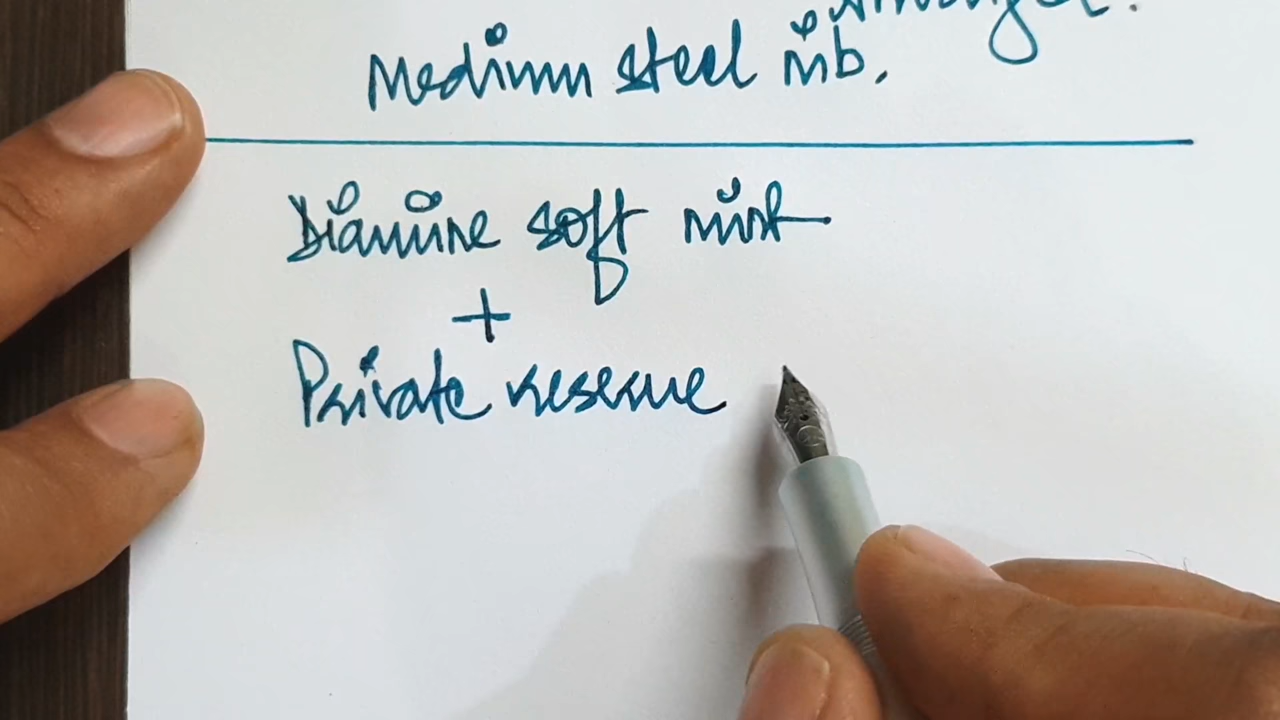 Medium steel nib.
Diamine soft mint
+
Private reserve